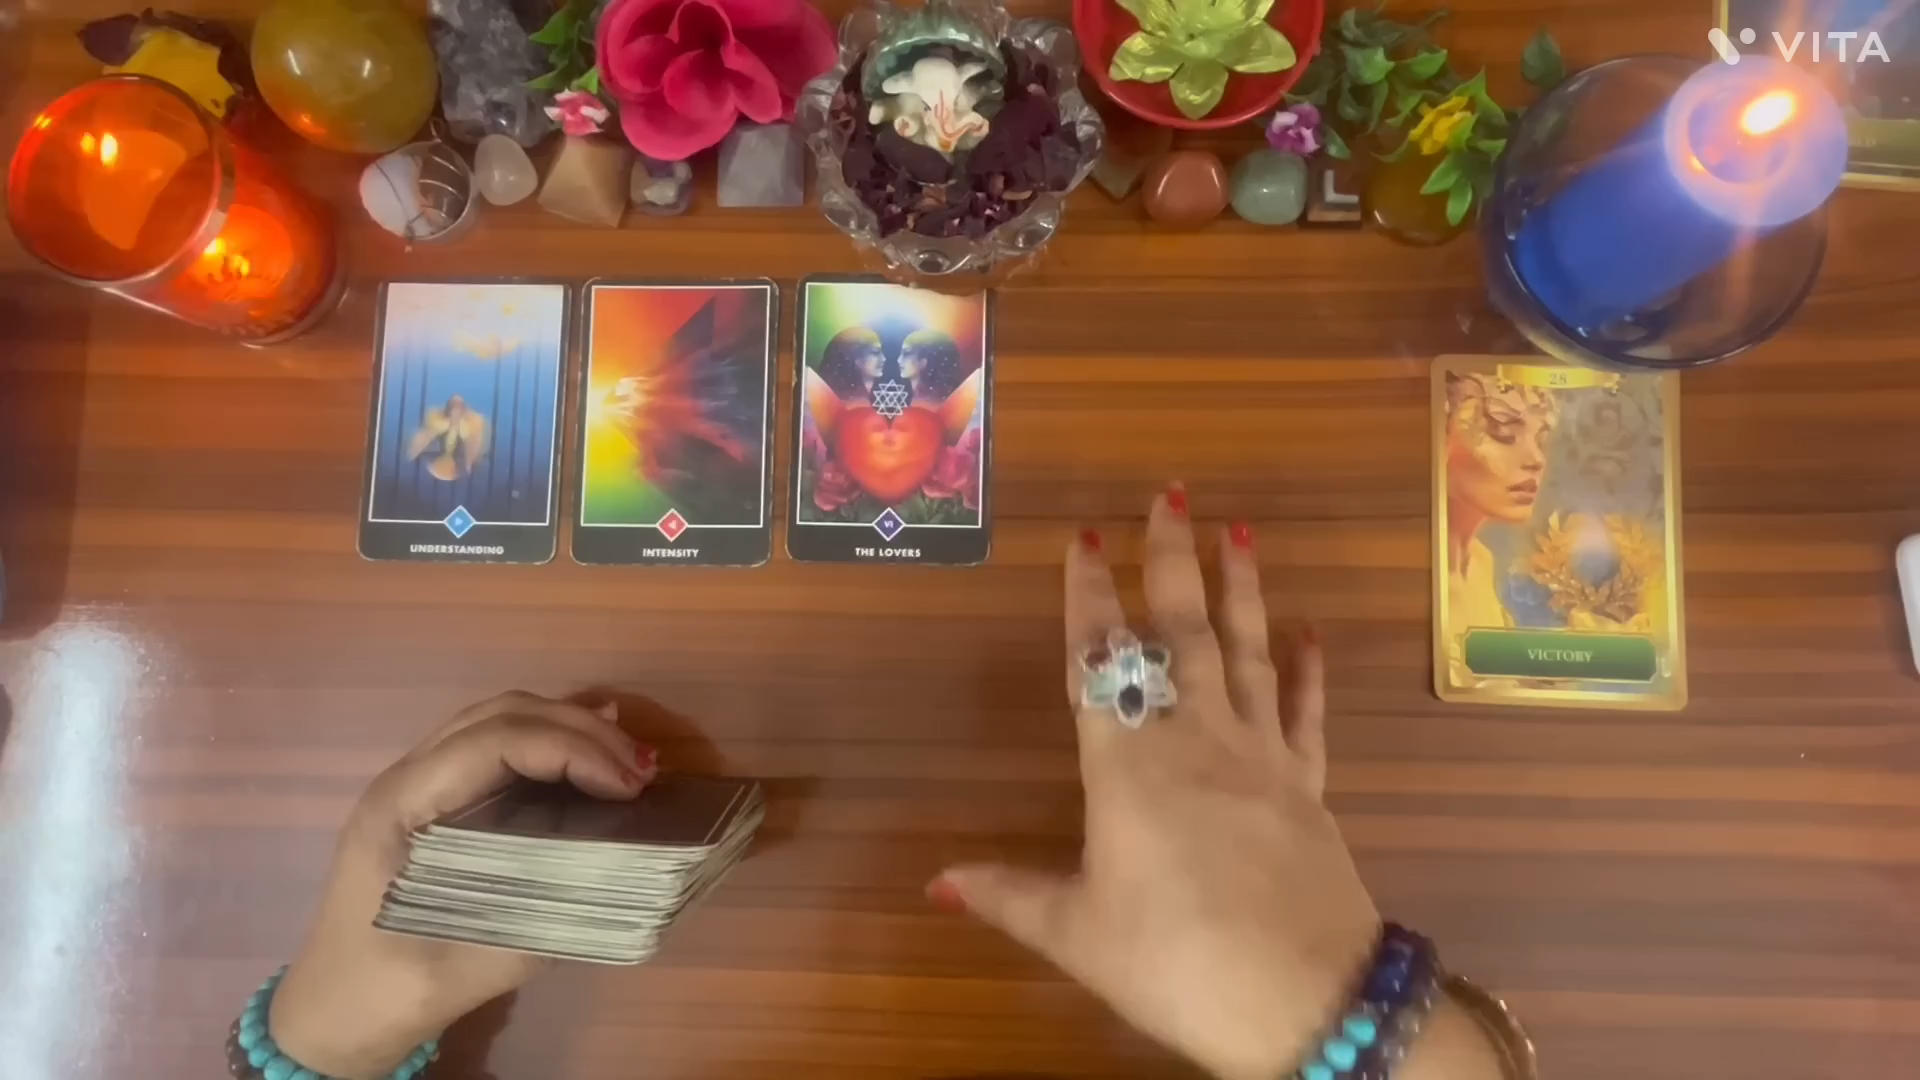 VITA
28
UNDERSTANDING
INTENSITY
VI
THE LOVERS
VICTORY